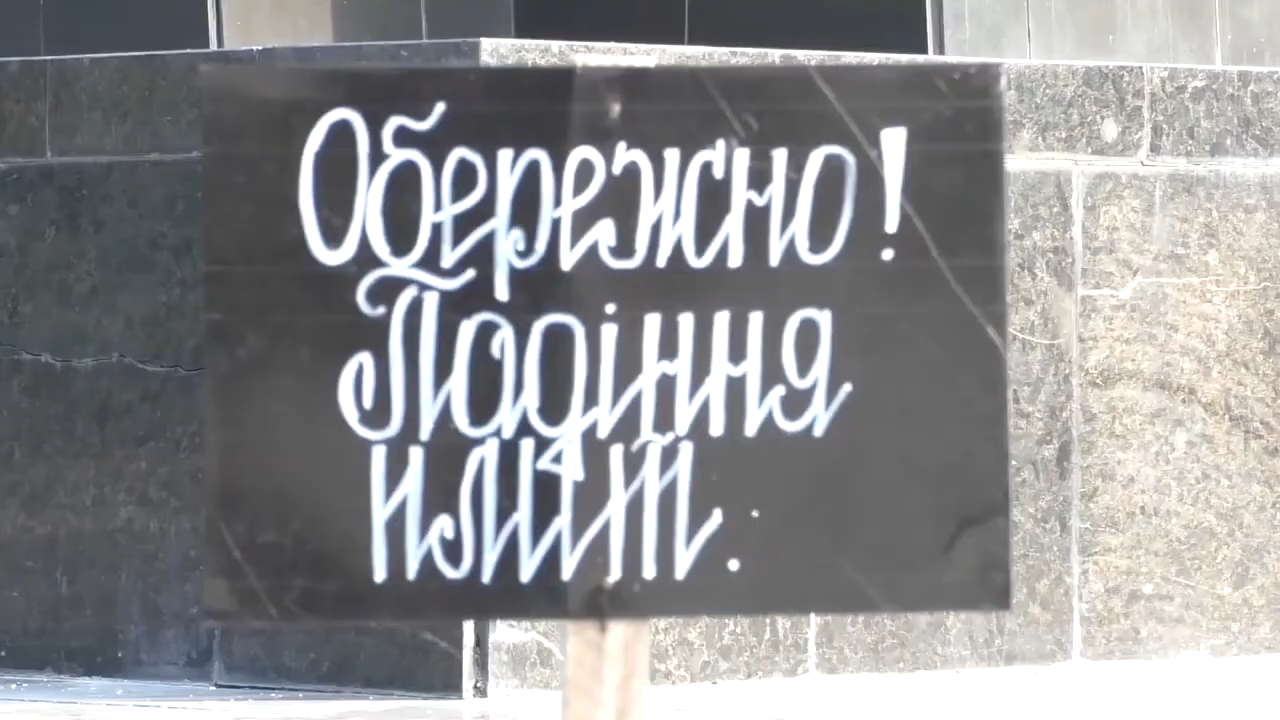 Обережно!
Падіння
плит.